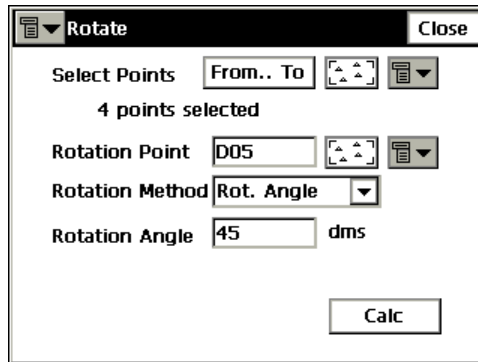 Rotate Close
Select Points From.. To
4 points selected
Rotation Point D05
Rotation Method Rot. Angle
Rotation Angle 45 dms
Calc